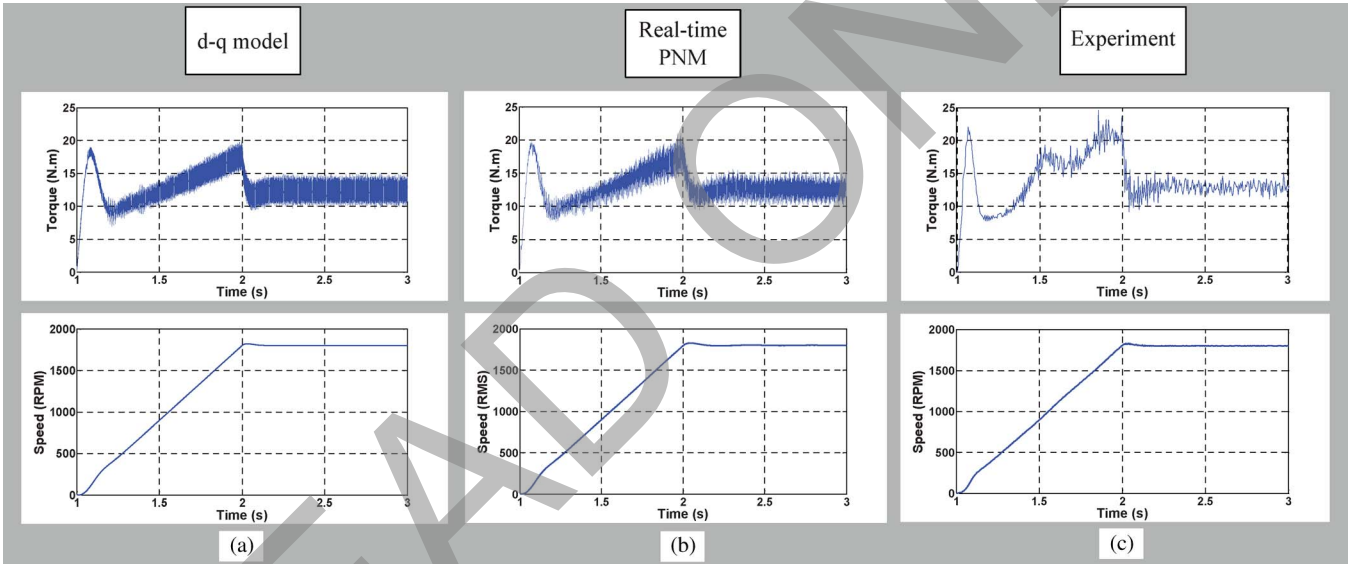 d-q model
Real-time
PNM
Experiment
25
20
15
10
5
0
Torque (N.m)
1 1.5 2 2.5 3
Time (s)
25
20
15
10
5
0
Torque (N.m)
1 1.5 2 2.5 3
Time (s)
25
20
15
10
5
0
Torque (N.m)
1 1.5 2 2.5 3
Time (s)
2000
1500
1000
500
0
Speed (RPM)
1 1.5 2 2.5 3
Time (s)
2000
1500
1000
500
0
Speed (RMS)
1 1.5 2 2.5 3
Time (s)
2000
1500
1000
500
0
Speed (RPM)
1 1.5 2 2.5 3
Time (s)
(a)
(b)
(c)